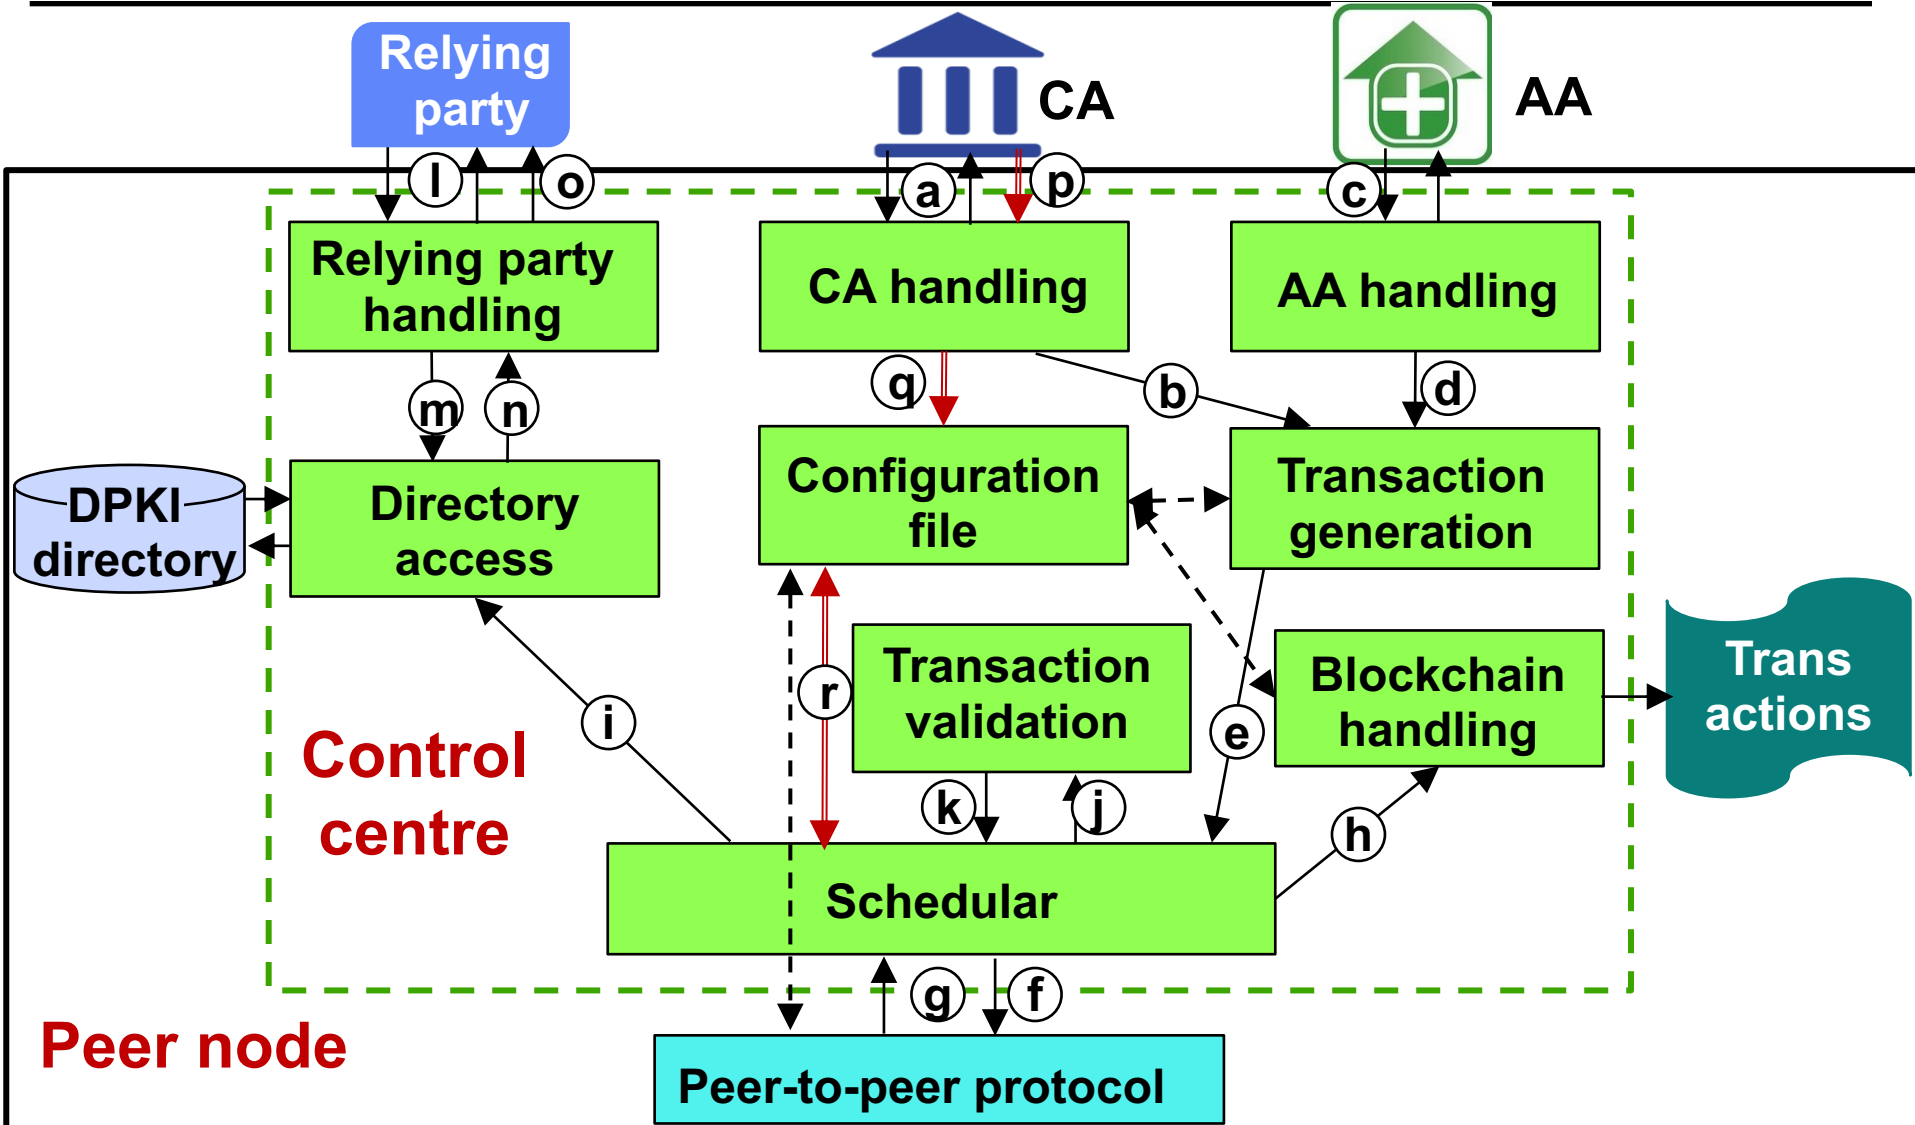 Relying
party
CA
AA
l
o
a
p
c
Relying party
handling
CA handling
AA handling
m
n
q
b
d
DPKI
directory
Directory
access
Configuration
file
Transaction
generation
Transaction
validation
Blockchain
handling
Trans
actions
i
r
e
Control
centre
k
j
h
Schedular
g
f
Peer node
Peer-to-peer protocol